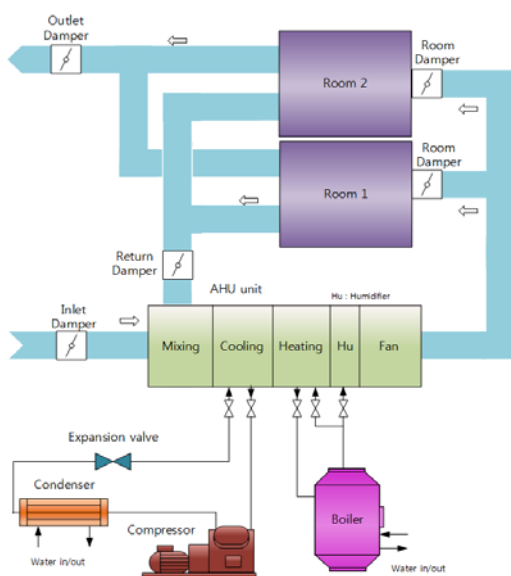 Outlet
Damper
Room 2
Room
Damper
Room 1
Room
Damper
Return
Damper
AHU unit
Hu : Humidifier
Inlet
Damper
Mixing
Cooling
Heating
Hu
Fan
Expansion valve
Condenser
Compressor
Boiler
Water in/out
Water in/out